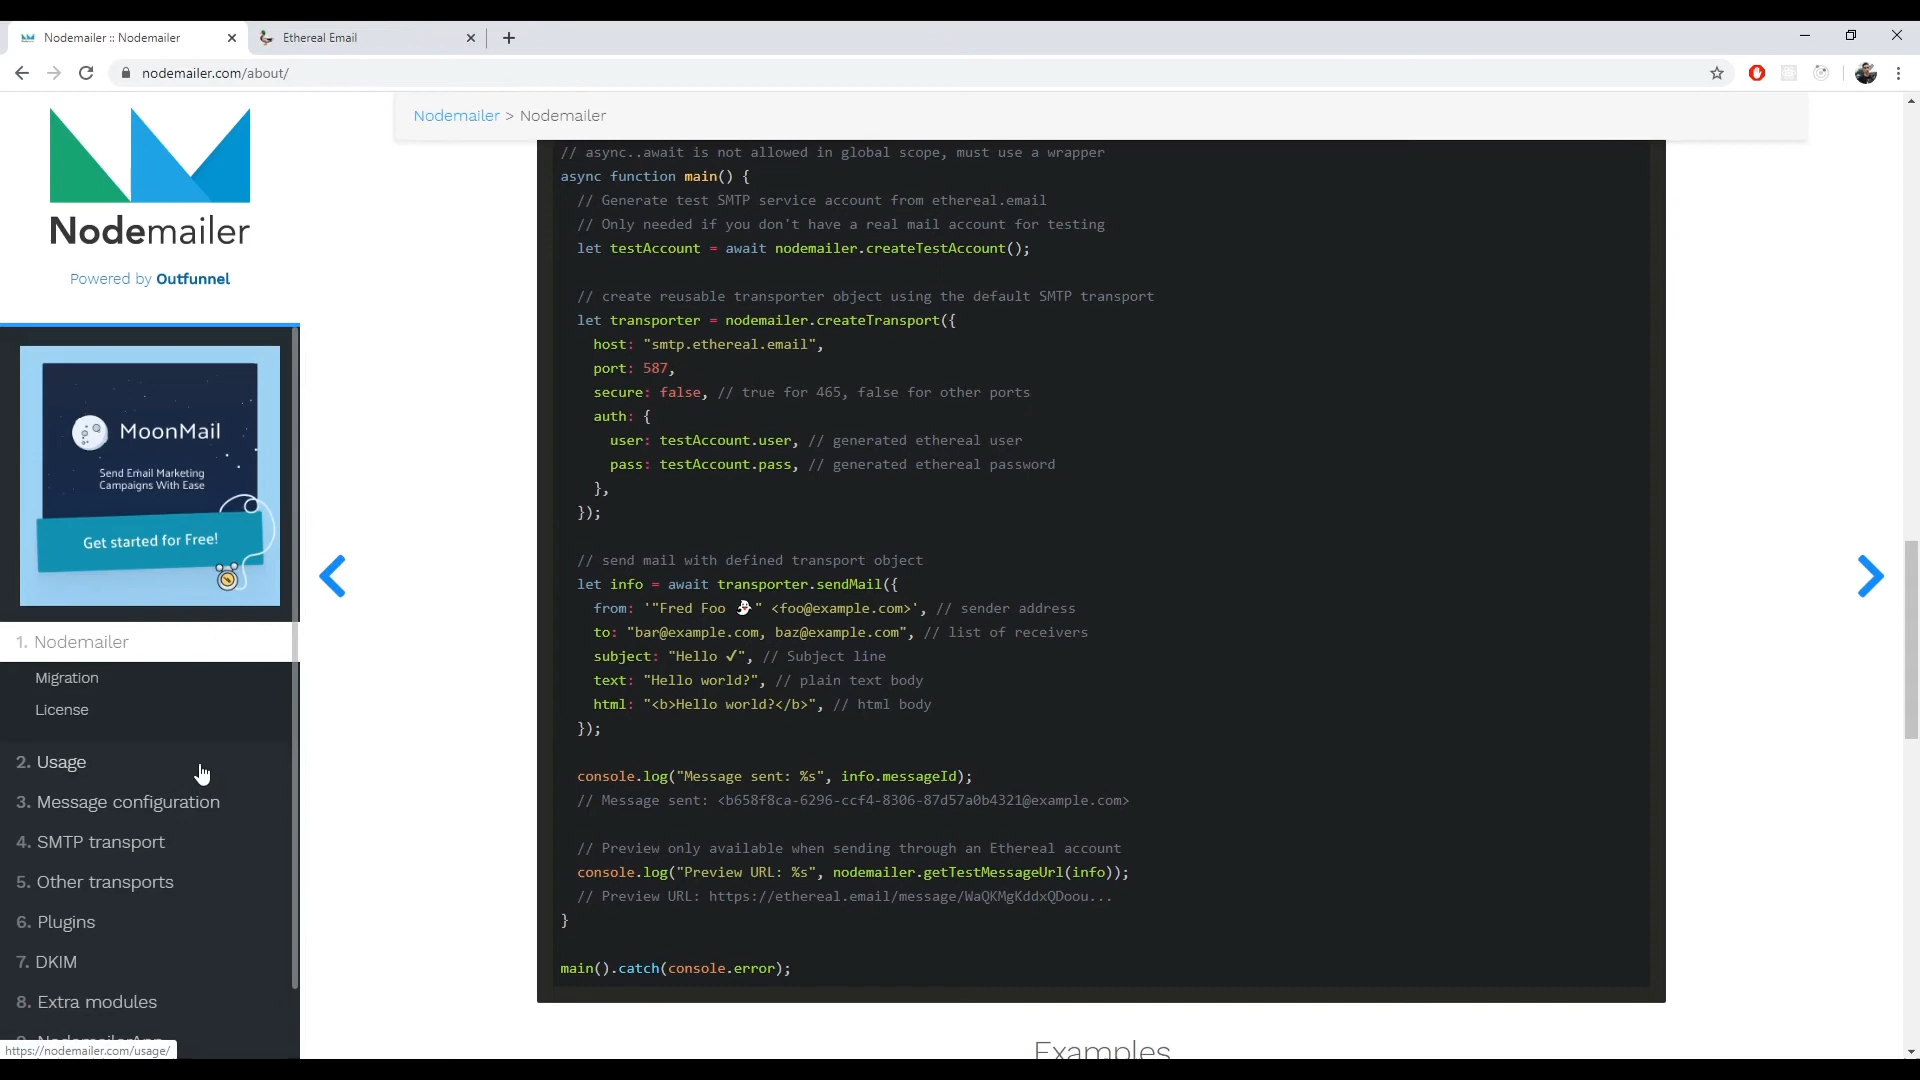 Nodemailer :: Nodemailer
Ethereal Email
nodemailer.com/about/
Nodemailer
Powered by Outfunnel
MoonMail
Send Email Marketing
Campaigns With Ease
Get started for Free!
1. Nodemailer
Migration
License
2. Usage
3. Message configuration
4. SMTP transport
5. Other transports
6. Plugins
7. DKIM
8. Extra modules
https://nodemailer.com/usage/
Nodemailer > Nodemailer
// async..await is not allowed in global scope, must use a wrapper
async function main() {
// Generate test SMTP service account from ethereal.email
// Only needed if you don't have a real mail account for testing
let testAccount = await nodemailer.createTestAccount();
// create reusable transporter object using the default SMTP transport
let transporter = nodemailer.createTransport({
host: "smtp.ethereal.email",
port: 587,
secure: false, // true for 465, false for other ports
auth: {
user: testAccount.user, // generated ethereal user
pass: testAccount.pass, // generated ethereal password
},
});
// send mail with defined transport object
let info = await transporter.sendMail({
from: '"Fred Foo 👻" <foo@example.com>', // sender address
to: "bar@example.com, baz@example.com", // list of receivers
subject: "Hello ✔", // Subject line
text: "Hello world?", // plain text body
html: "<b>Hello world?</b>", // html body
});
console.log("Message sent: %s", info.messageId);
// Message sent: <b658f8ca-6296-ccf4-8306-87d57a0b4321@example.com>
// Preview only available when sending through an Ethereal account
console.log("Preview URL: %s", nodemailer.getTestMessageUrl(info));
// Preview URL: https://ethereal.email/message/WaQKMgKddxQDoou...
}
main().catch(console.error);
Examples